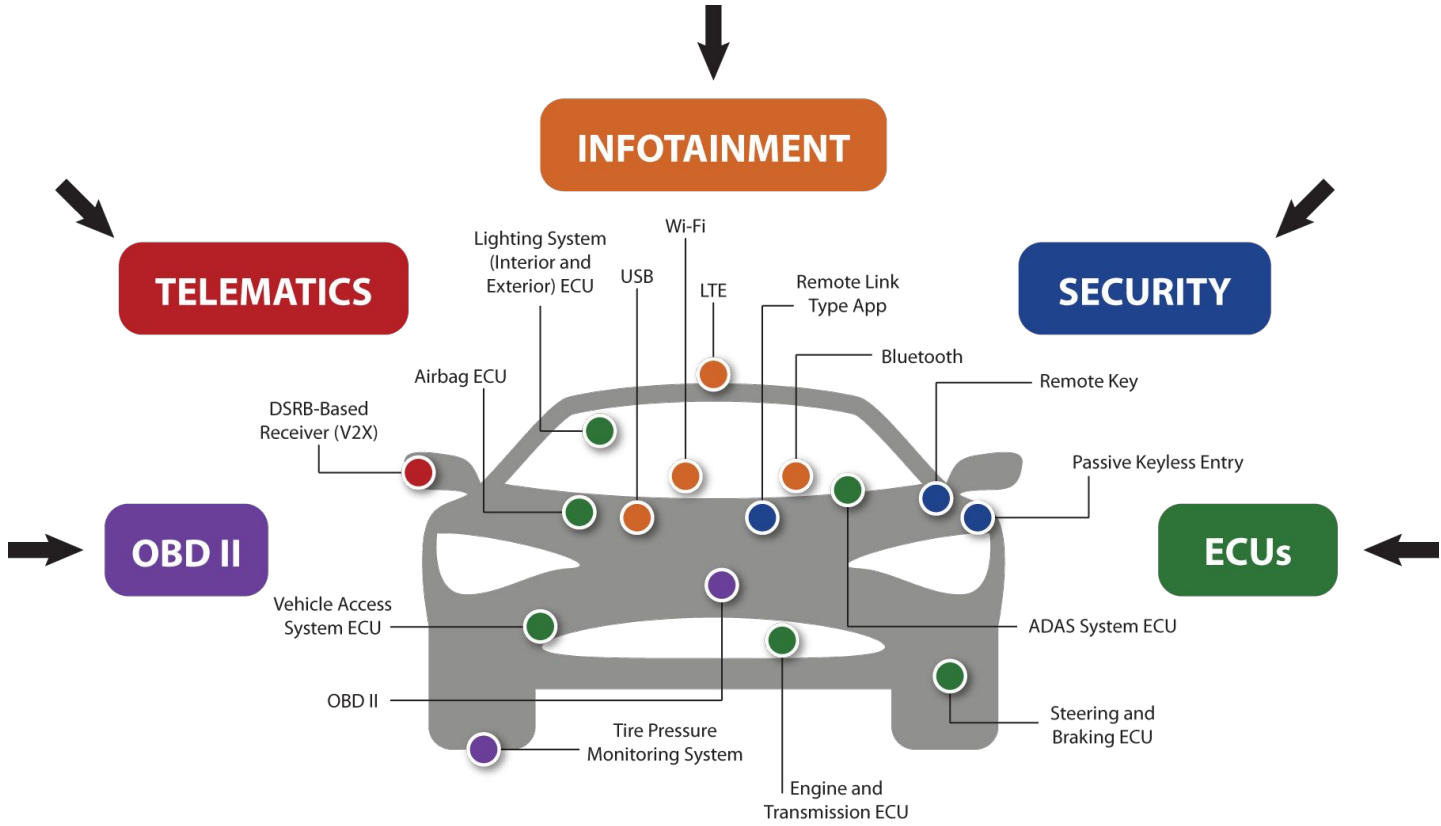 INFOTAINMENT
TELEMATICS
SECURITY
OBD II
ECUs
Lighting System
(Interior and
Exterior) ECU
USB
Wi-Fi
LTE
Remote Link
Type App
Bluetooth
Remote Key
Passive Keyless Entry
Airbag ECU
DSRB-Based
Receiver (V2X)
Vehicle Access
System ECU
OBD II
Tire Pressure
Monitoring System
Engine and
Transmission ECU
ADAS System ECU
Steering and
Braking ECU